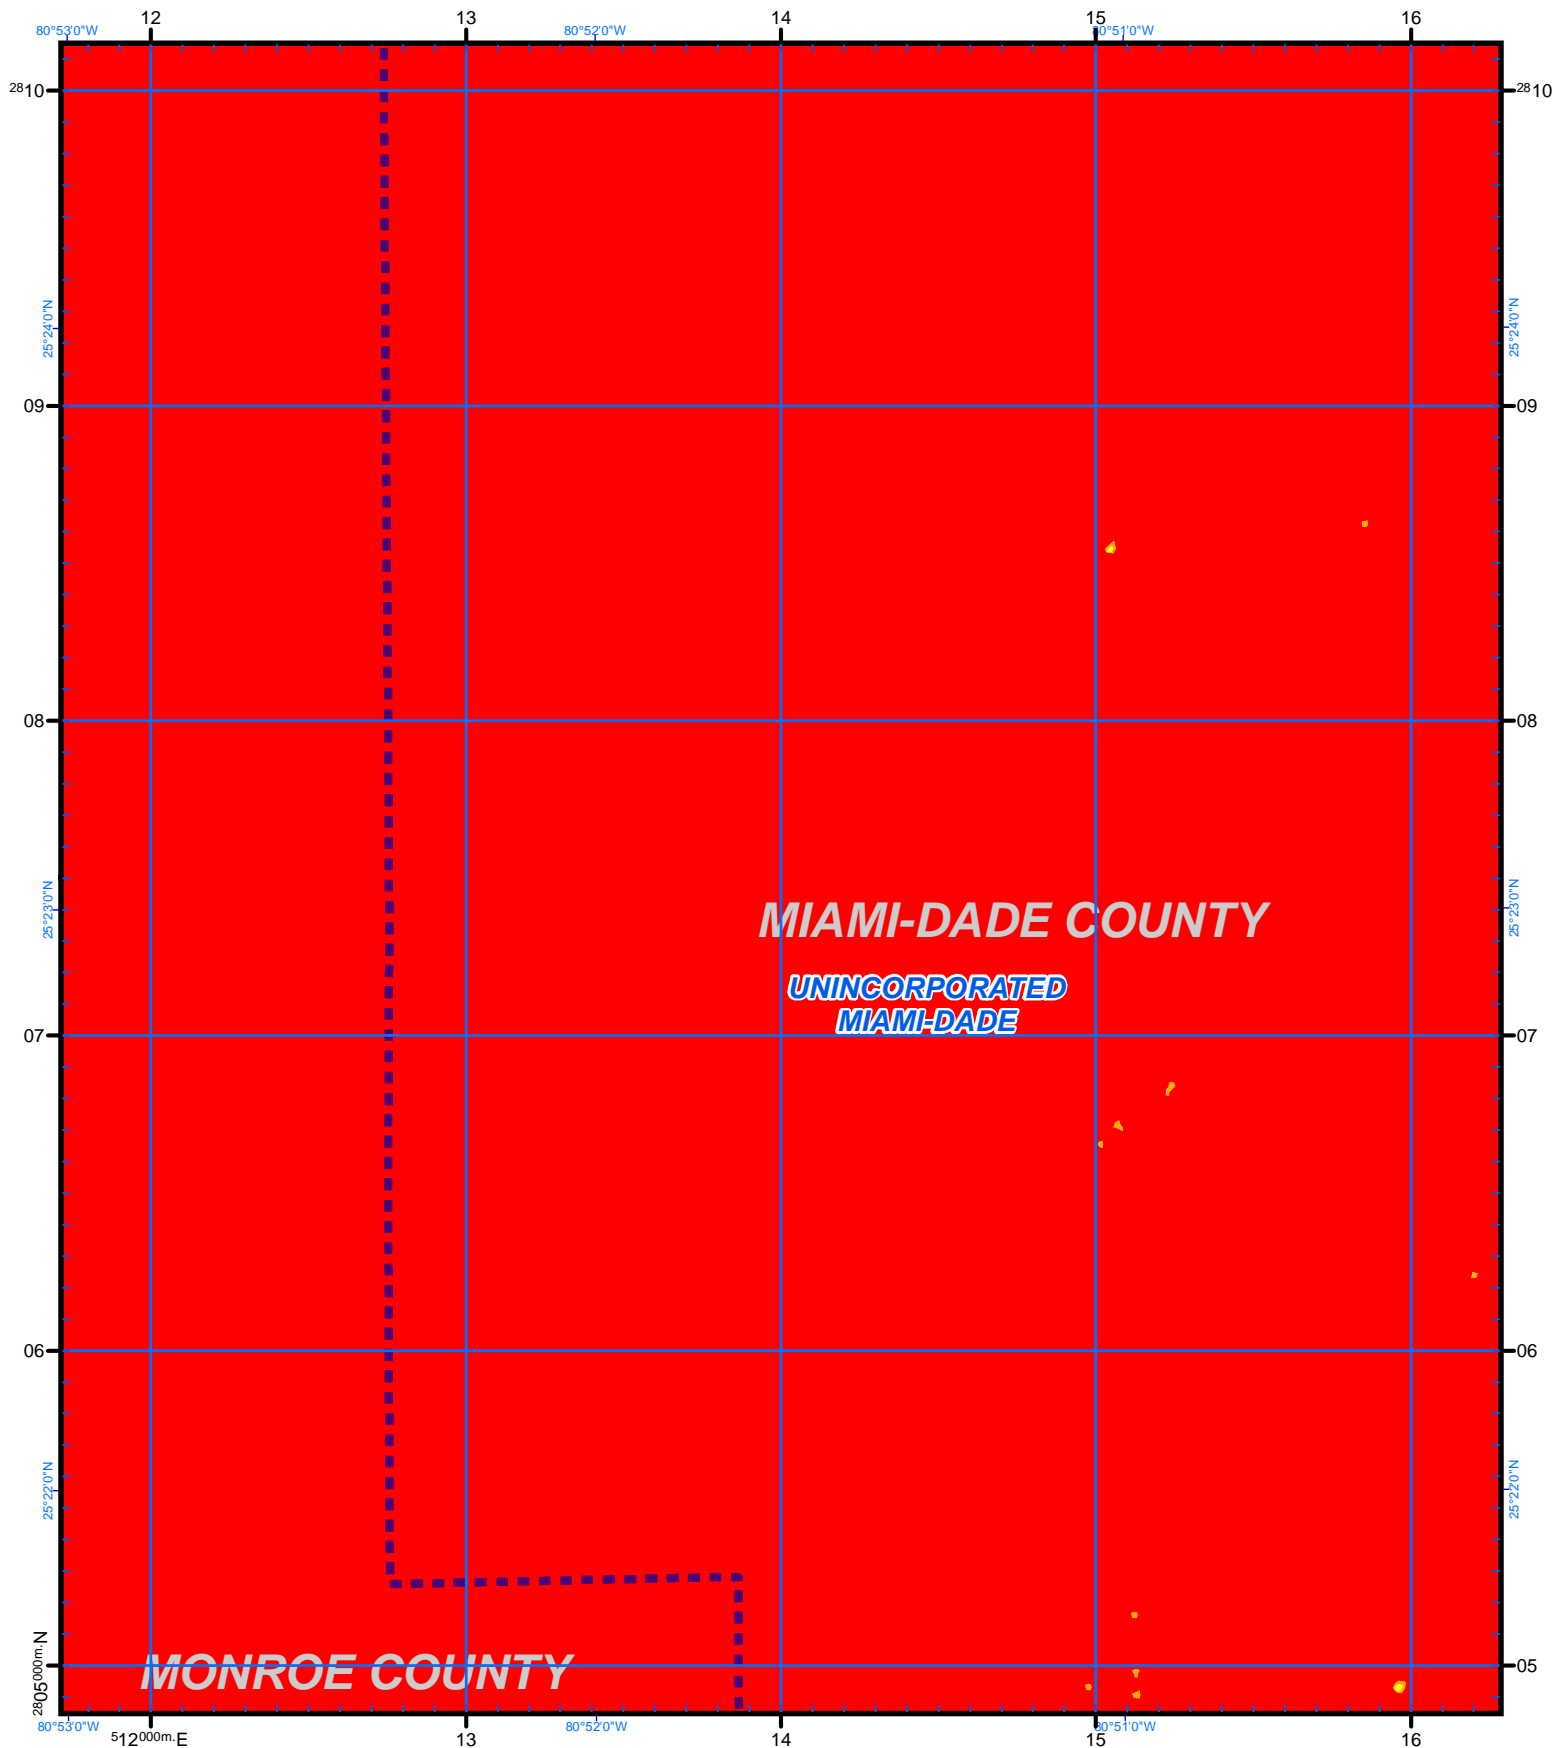 12 13 14 15 16
80°53'0"W 80°52'0"W 80°51'0"W
2810 2810
25°24'0"N 25°24'0"N
09 09
08 08
25°23'0"N 25°23'0"N
MIAMI-DADE COUNTY
UNINCORPORATED
MIAMI-DADE
07 07
06 06
25°22'0"N 25°22'0"N
MONROE COUNTY
2805000m.N 05
80°53'0"W 80°52'0"W 80°51'0"W
512000m.E 13 14 15 16